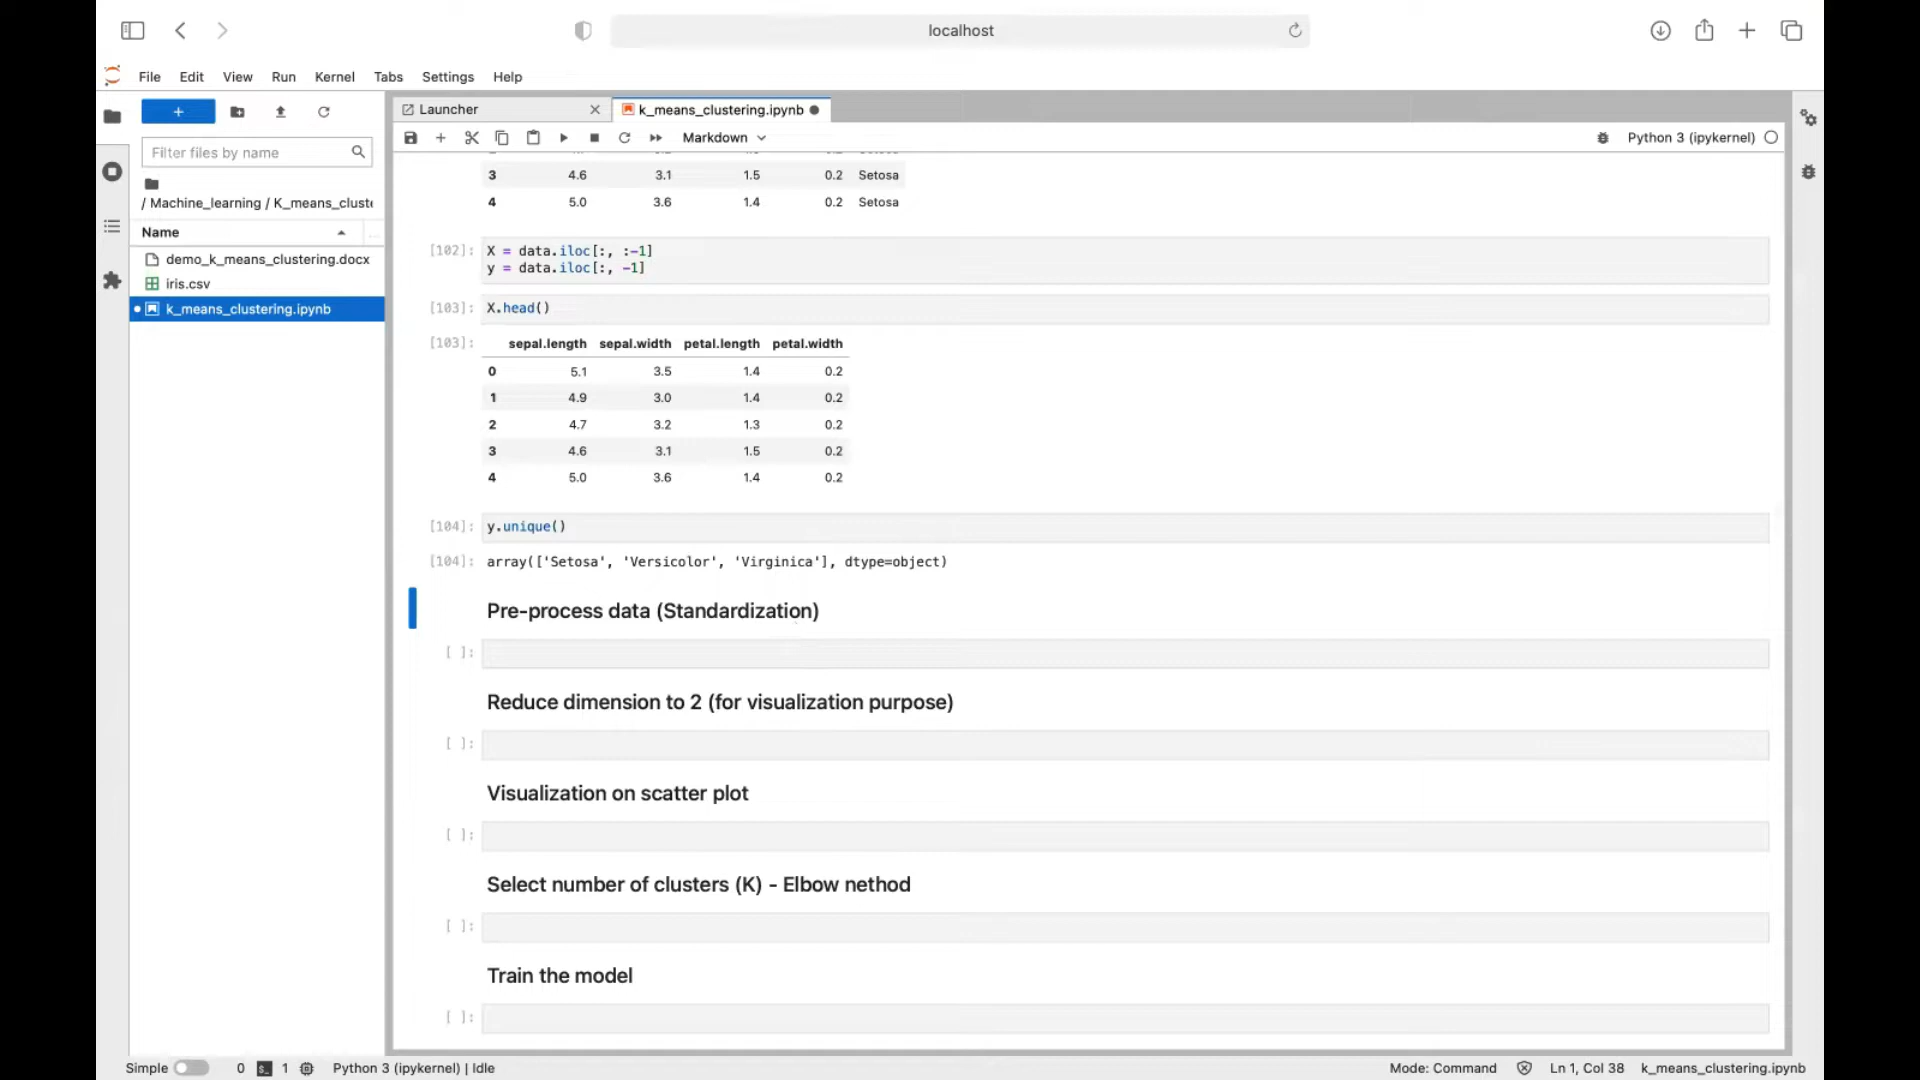 localhost
File Edit View Run Kernel Tabs Settings Help
Launcher
k_means_clustering.ipynb
Filter files by name
Markdown
Python 3 (ipykernel)
/ Machine_learning / K_means_cluste
Name
demo_k_means_clustering.docx
iris.csv
k_means_clustering.ipynb
3 4.6 3.1 1.5 0.2 Setosa
4 5.0 3.6 1.4 0.2 Setosa
[102]: X = data.iloc[:, :-1]
y = data.iloc[:, -1]
[103]: X.head()
[103]: sepal.length sepal.width petal.length petal.width
0 5.1 3.5 1.4 0.2
1 4.9 3.0 1.4 0.2
2 4.7 3.2 1.3 0.2
3 4.6 3.1 1.5 0.2
4 5.0 3.6 1.4 0.2
[104]: y.unique()
[104]: array(['Setosa', 'Versicolor', 'Virginica'], dtype=object)
Pre-process data (Standardization)
[ ]:
Reduce dimension to 2 (for visualization purpose)
[ ]:
Visualization on scatter plot
[ ]:
Select number of clusters (K) - Elbow nethod
[ ]:
Train the model
[ ]:
Simple 0 1 Python 3 (ipykernel) | Idle Mode: Command Ln 1, Col 38 k_means_clustering.ipynb